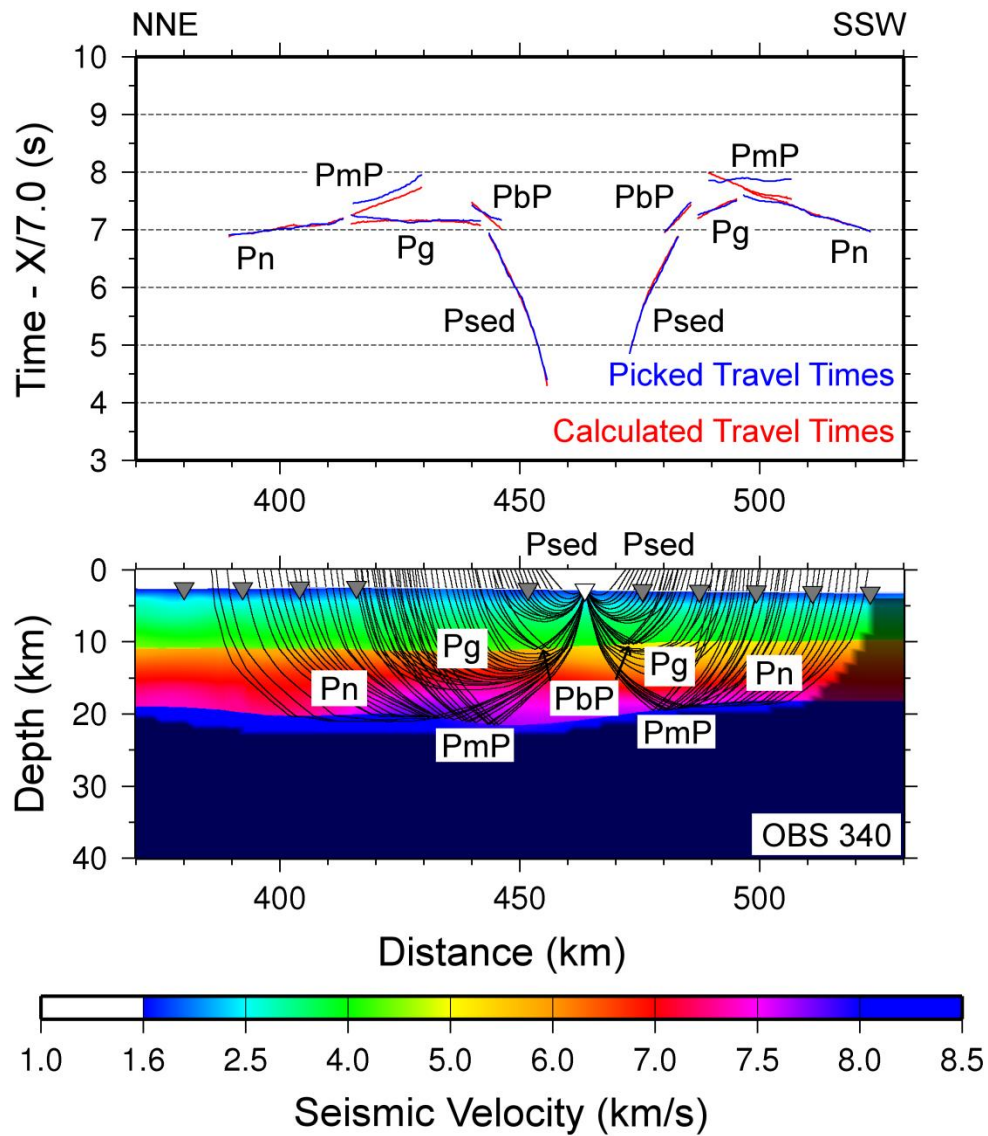 NNE SSW
10
9
8
7
6
5
4
3
Time - X/7.0 (s)
PmP PmP
PbP PbP
Pn Pg Pg Pn
Psed Psed
Picked Travel Times
Calculated Travel Times
400 450 500
Psed Psed
0
10
20
30
40
Depth (km)
Pg Pg
Pn PbP Pn
PmP PmP
OBS 340
400 450 500
Distance (km)
1.0 1.6 2.5 4.0 5.0 6.0 7.0 7.5 8.0 8.5
Seismic Velocity (km/s)